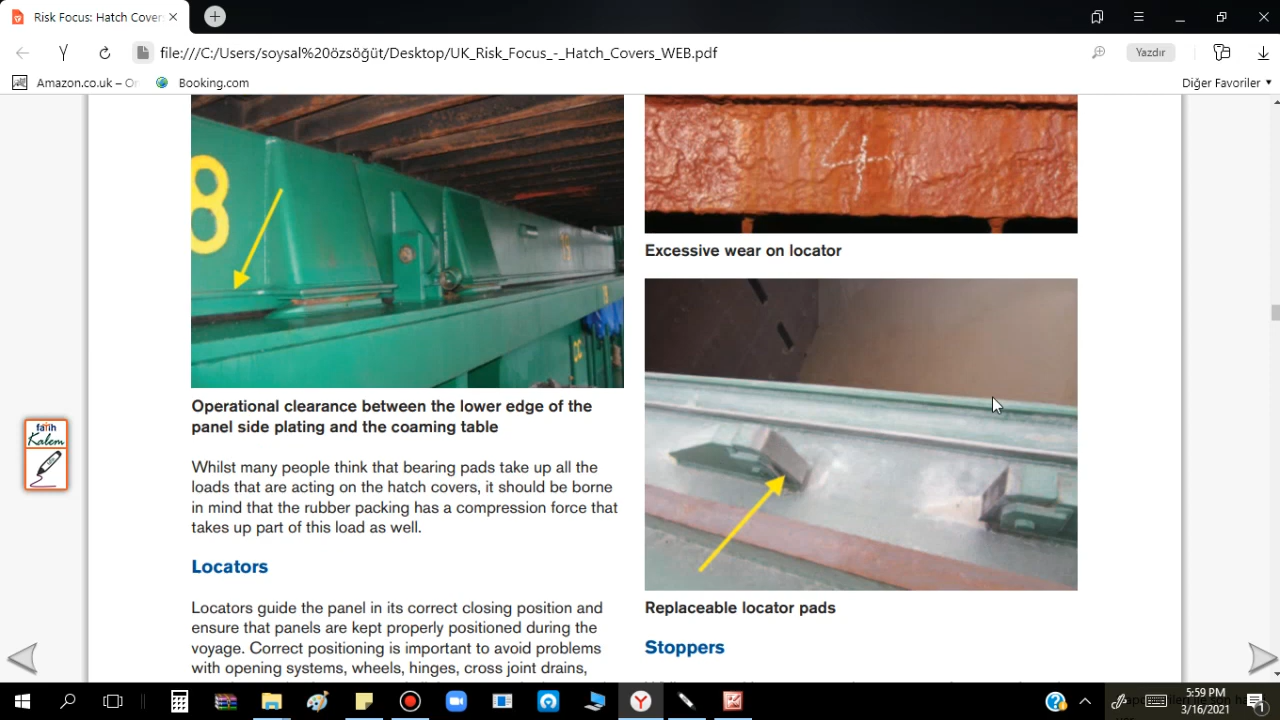 Risk Focus: Hatch Cover
file:///C:/Users/soysal%20özsöğüt/Desktop/UK_Risk_Focus_-_Hatch_Covers_WEB.pdf
Yazdır
Amazon.co.uk – Or
Booking.com
Diğer Favoriler
8
4
Excessive wear on locator
Operational clearance between the lower edge of the
panel side plating and the coaming table
Whilst many people think that bearing pads take up all the
loads that are acting on the hatch covers, it should be borne
in mind that the rubber packing has a compression force that
takes up part of this load as well.
Locators
Locators guide the panel in its correct closing position and
ensure that panels are kept properly positioned during the
voyage. Correct positioning is important to avoid problems
with opening systems, wheels, hinges, cross joint drains,
Replaceable locator pads
Stoppers
fatih
Kalem
5:59 PM
3/16/2021
1